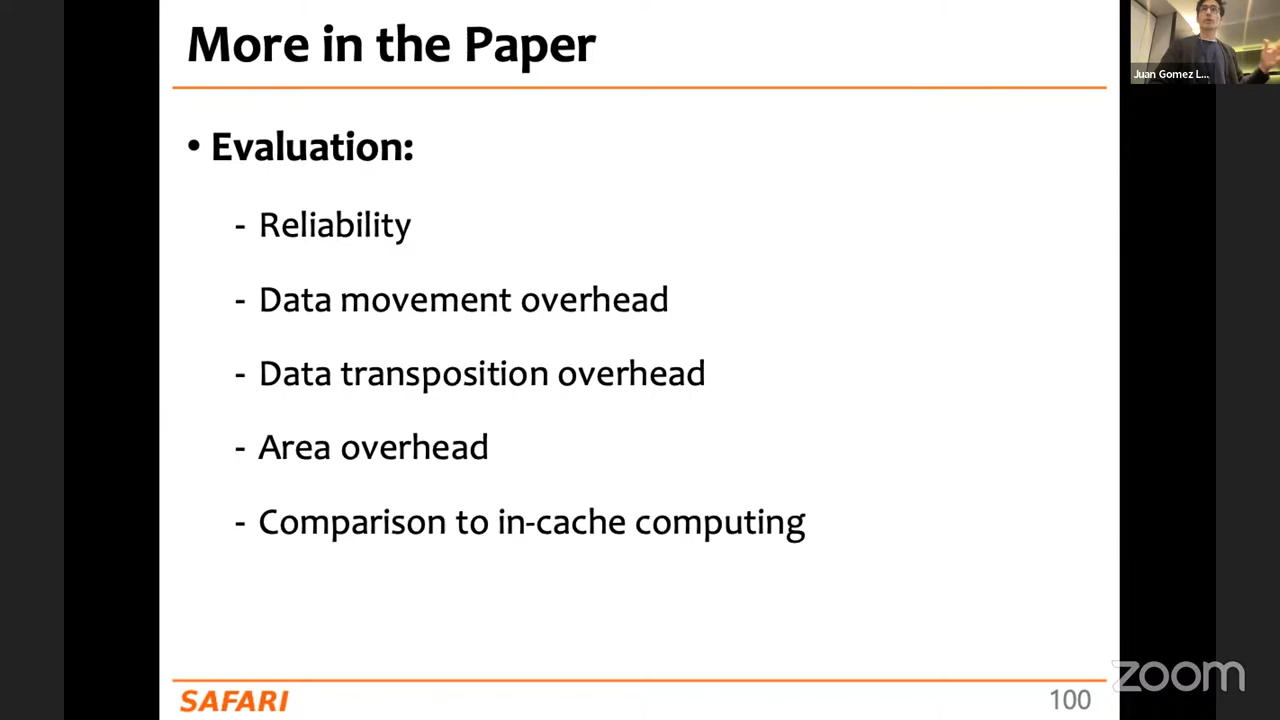 More in the Paper
Juan Gomez L...
• Evaluation:
- Reliability
- Data movement overhead
- Data transposition overhead
- Area overhead
- Comparison to in-cache computing
SAFARI
100
zoom